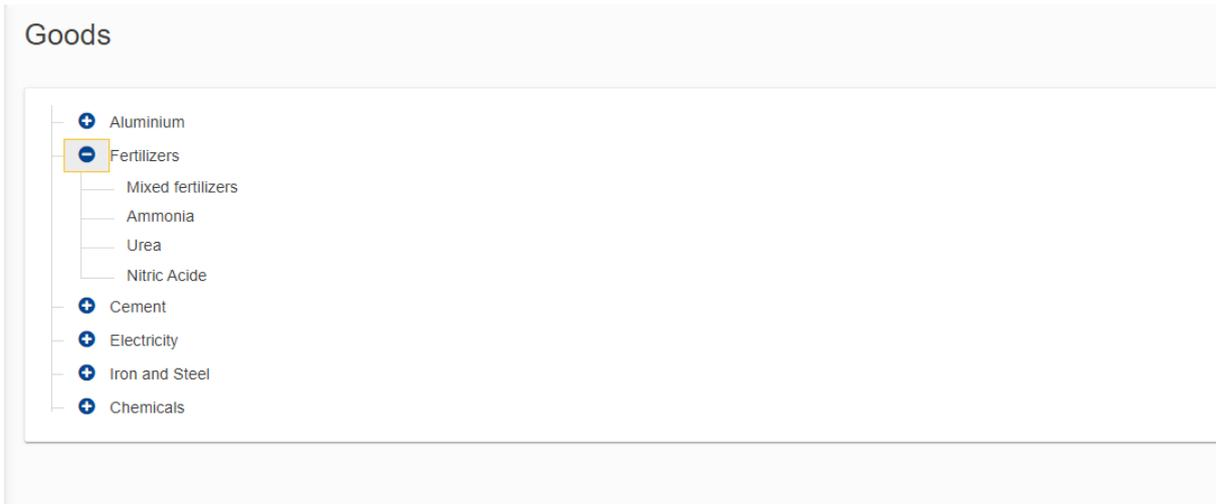 Goods
Aluminium
Fertilizers
Mixed fertilizers
Ammonia
Urea
Nitric Acide
Cement
Electricity
Iron and Steel
Chemicals